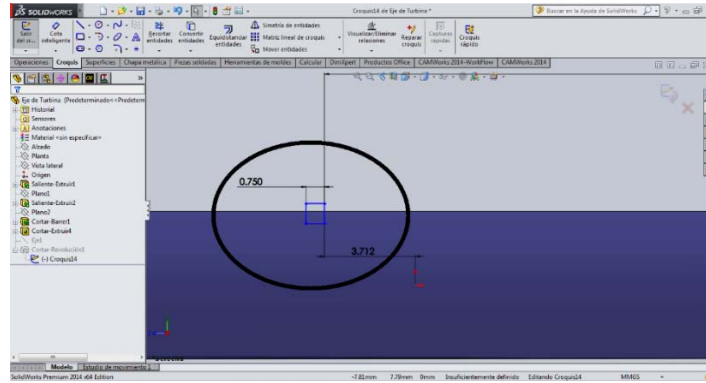 SOLIDWORKS
Croquis14 de Eje de Turbina *
Buscar en la Ayuda de SolidWorks
Salir del cr...
Cota inteligente
Recortar entidades
Convertir entidades
Equidistanciar entidades
Simetría de entidades
Matriz lineal de croquis
Mover entidades
Visualizar/Eliminar relaciones
Reparar croquis
Capturas rápidas
Croquis rápido
Operaciones Croquis Superficies Chapa metálica Piezas soldadas Herramientas de moldes Calcular DimXpert Productos Office CAMWorks 2014-WorkFlow CAMWorks 2014
Eje de Turbina (Predeterminado<<Predeterm
Historial
Sensores
Anotaciones
Material <sin especificar>
Alzado
Planta
Vista lateral
Origen
Saliente-Extruir1
Plano1
Saliente-Extruir2
Plano2
Cortar-Barrer1
Cortar-Extruir4
Eje1
Cortar-Revolución1
(-) Croquis14
0.750
3.712
Modelo Estudio de movimiento 1
SolidWorks Premium 2014 x64 Edition
-7.81mm 7.79mm 0mm Insuficientemente definido Editando Croquis14 MMGS